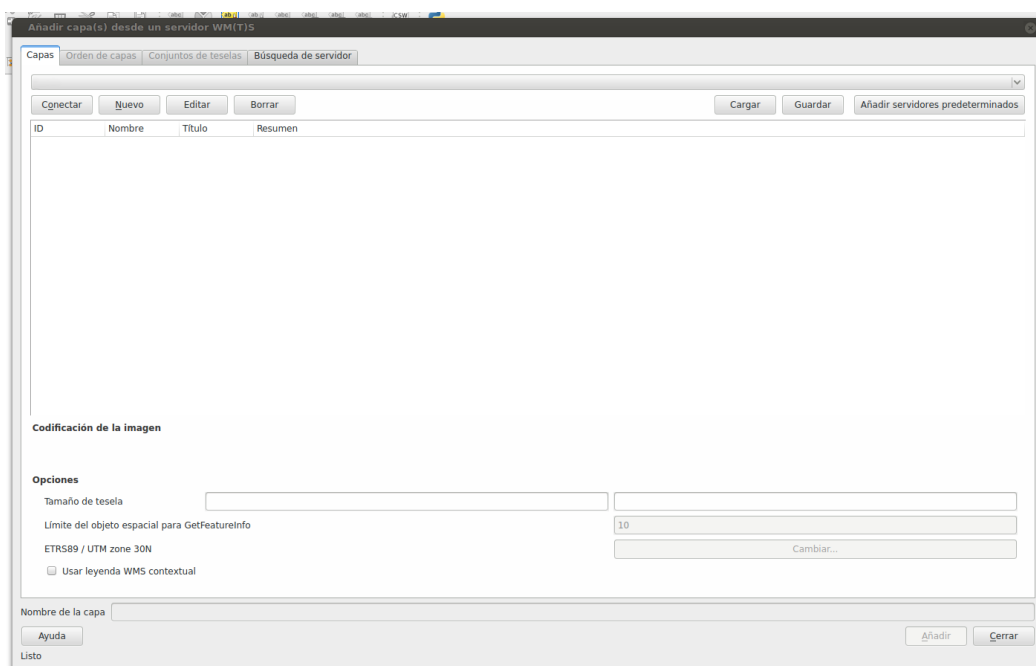 Añadir capa(s) desde un servidor WM(T)S
Capas Orden de capas Conjuntos de teselas Búsqueda de servidor
Conectar Nuevo Editar Borrar Cargar Guardar Añadir servidores predeterminados
ID Nombre Título Resumen
Codificación de la imagen
Opciones
Tamaño de tesela
Límite del objeto espacial para GetFeatureInfo 10
ETRS89 / UTM zone 30N Cambiar...
Usar leyenda WMS contextual
Nombre de la capa
Ayuda Añadir Cerrar
Listo